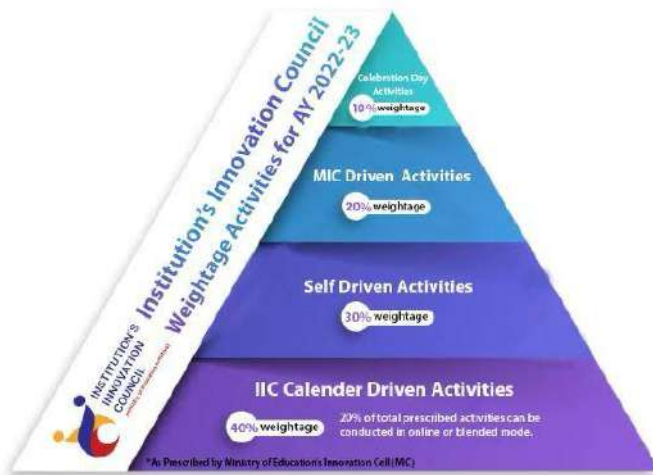 Institution's Innovation Council
Weightage Activities for AY 2022-23
INSTITUTION'S
INNOVATION
COUNCIL
Celebration Day
Activities
10% weightage
MIC Driven Activities
20% weightage
Self Driven Activities
30% weightage
IIC Calender Driven Activities
40% weightage
20% of total prescribed activities can be
conducted in online or blended mode.
*As Prescribed by Ministry of Education's Innovation Cell (MIC)